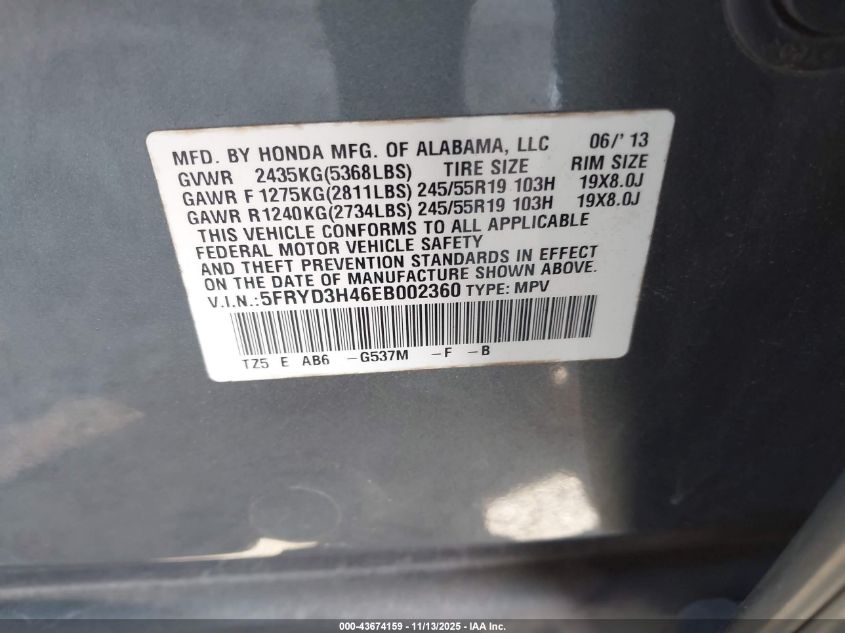 MFD. BY HONDA MFG. OF ALABAMA, LLC 06/'13
GVWR 2435KG(5368LBS) TIRE SIZE RIM SIZE
GAWR F 1275KG(2811LBS) 245/55R19 103H 19X8.0J
GAWR R1240KG(2734LBS) 245/55R19 103H 19X8.0J
THIS VEHICLE CONFORMS TO ALL APPLICABLE
FEDERAL MOTOR VEHICLE SAFETY
AND THEFT PREVENTION STANDARDS IN EFFECT
ON THE DATE OF MANUFACTURE SHOWN ABOVE.
V.I.N.:5FRYD3H46EB002360 TYPE: MPV
TZ5 E AB6 -G537M -F -B
000-43674159 - 11/13/2025 - IAA Inc.